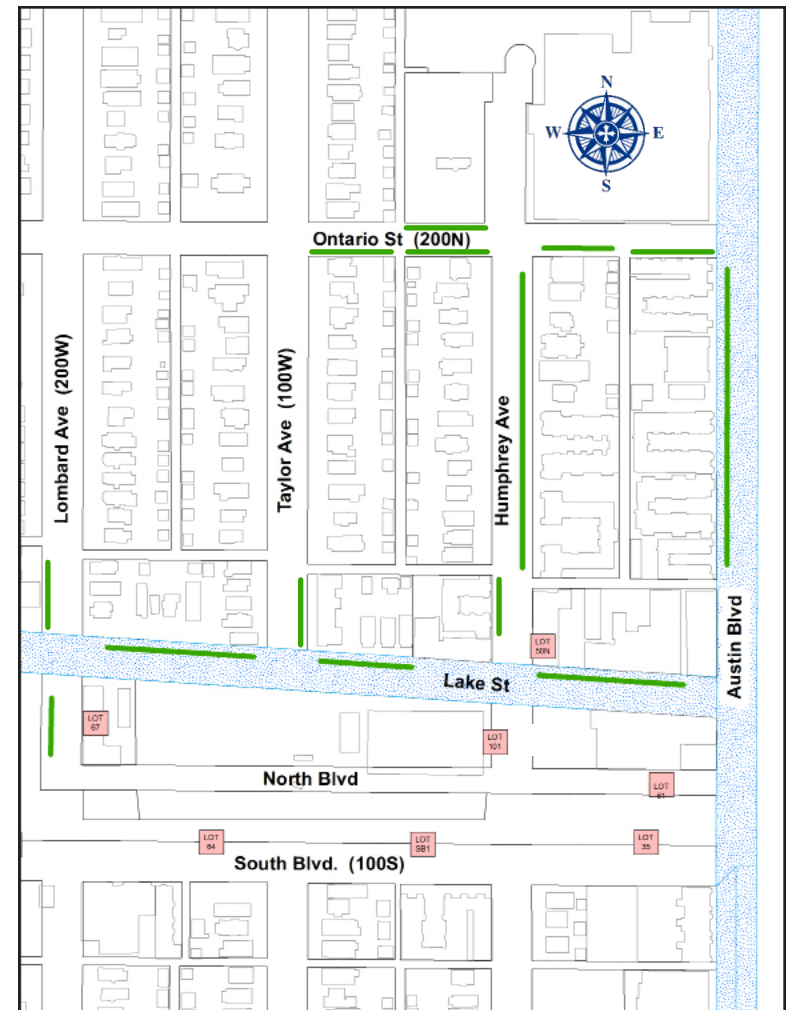 N
W E
S
Ontario St (200N)
Lombard Ave (200W)
Taylor Ave (100W)
Humphrey Ave
Austin Blvd
LOT
50N
Lake St
LOT
67
LOT
101
North Blvd
LOT
61
LOT
64
LOT
SB1
LOT
35
South Blvd. (100S)